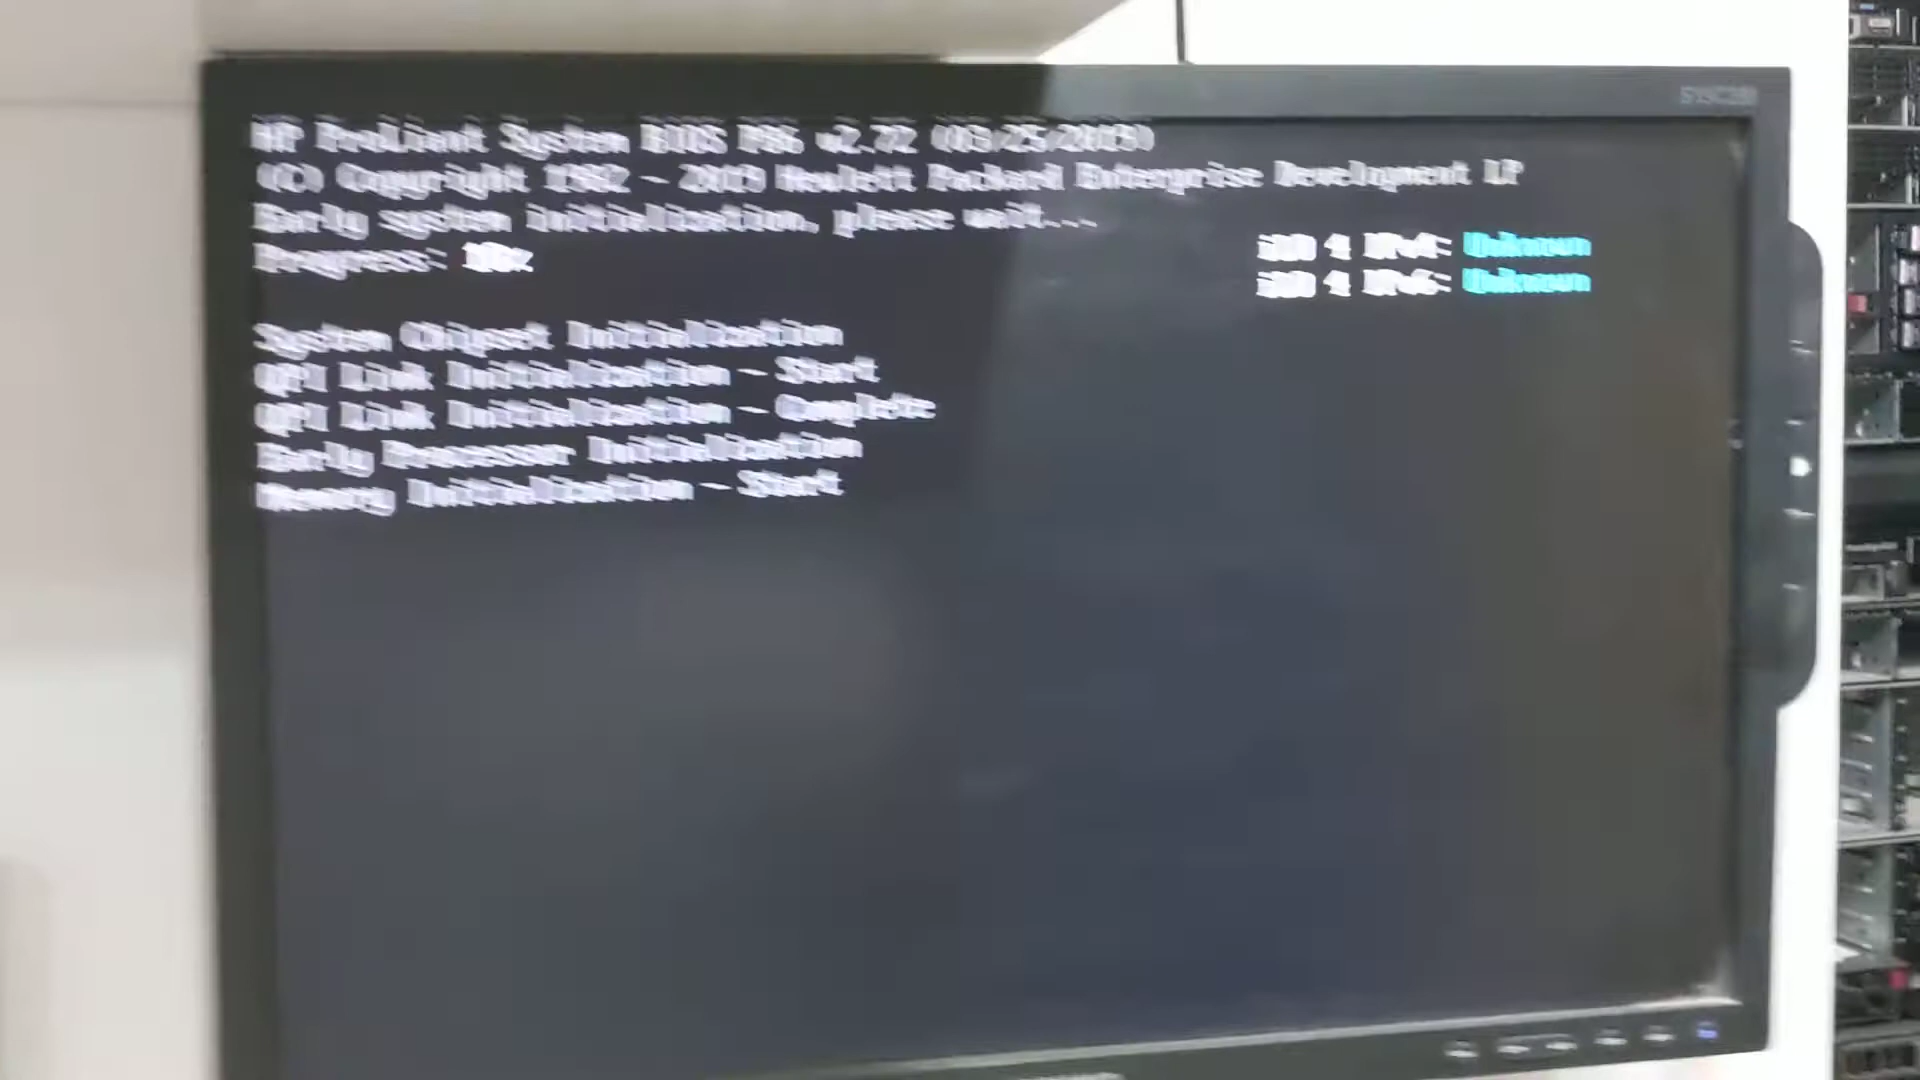 HP ProLiant System BIOS P86 v2.72 (03/25/2019)
(C) Copyright 1982 - 2019 Hewlett Packard Enterprise Development LP
Early system initialization, please wait...
iLO 4 IPv4: Unknown
Progress: 10%
iLO 4 IPv6: Unknown
System Chipset Initialization
QPI Link Initialization - Start
QPI Link Initialization - Complete
Early Processor Initialization
Memory Initialization - Start